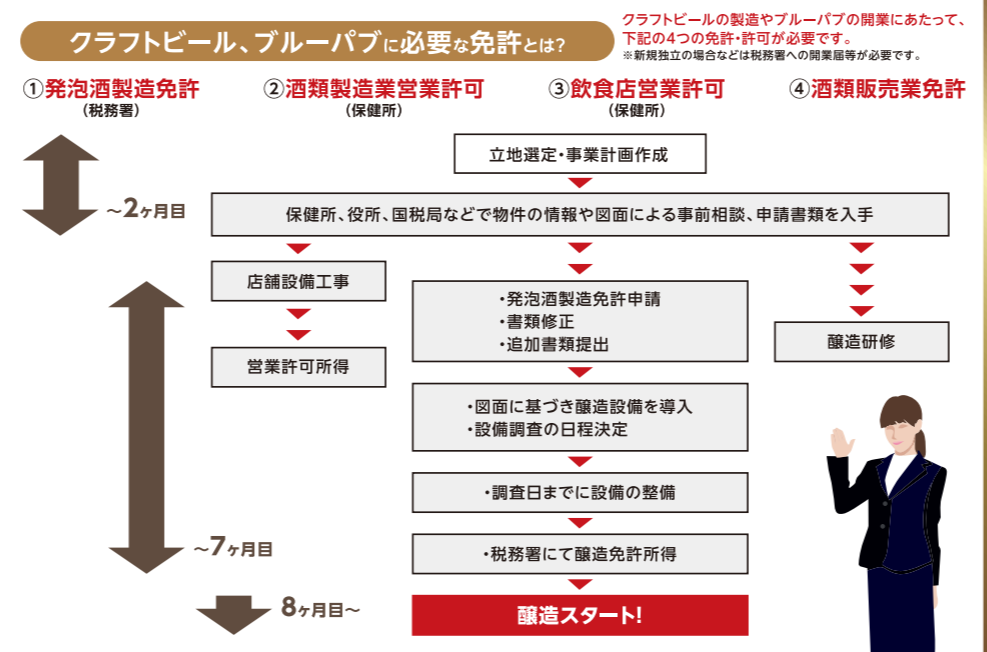 クラフトビール、ブルーパブに必要な免許とは?
クラフトビールの製造やブルーパブの開業にあたって、
下記の4つの免許・許可が必要です。
※新規独立の場合などは税務署への開業届等が必要です。
①発泡酒製造免許
（税務署）
②酒類製造業営業許可
（保健所）
③飲食店営業許可
（保健所）
④酒類販売業免許
立地選定・事業計画作成
〜2ヶ月目
保健所、役所、国税局などで物件の情報や図面による事前相談、申請書類を入手
店舗設備工事
営業許可所得
・発泡酒製造免許申請
・書類修正
・追加書類提出
醸造研修
・図面に基づき醸造設備を導入
・設備調査の日程決定
・調査日までに設備の整備
〜7ヶ月目
・税務署にて醸造免許所得
8ヶ月目〜
醸造スタート!